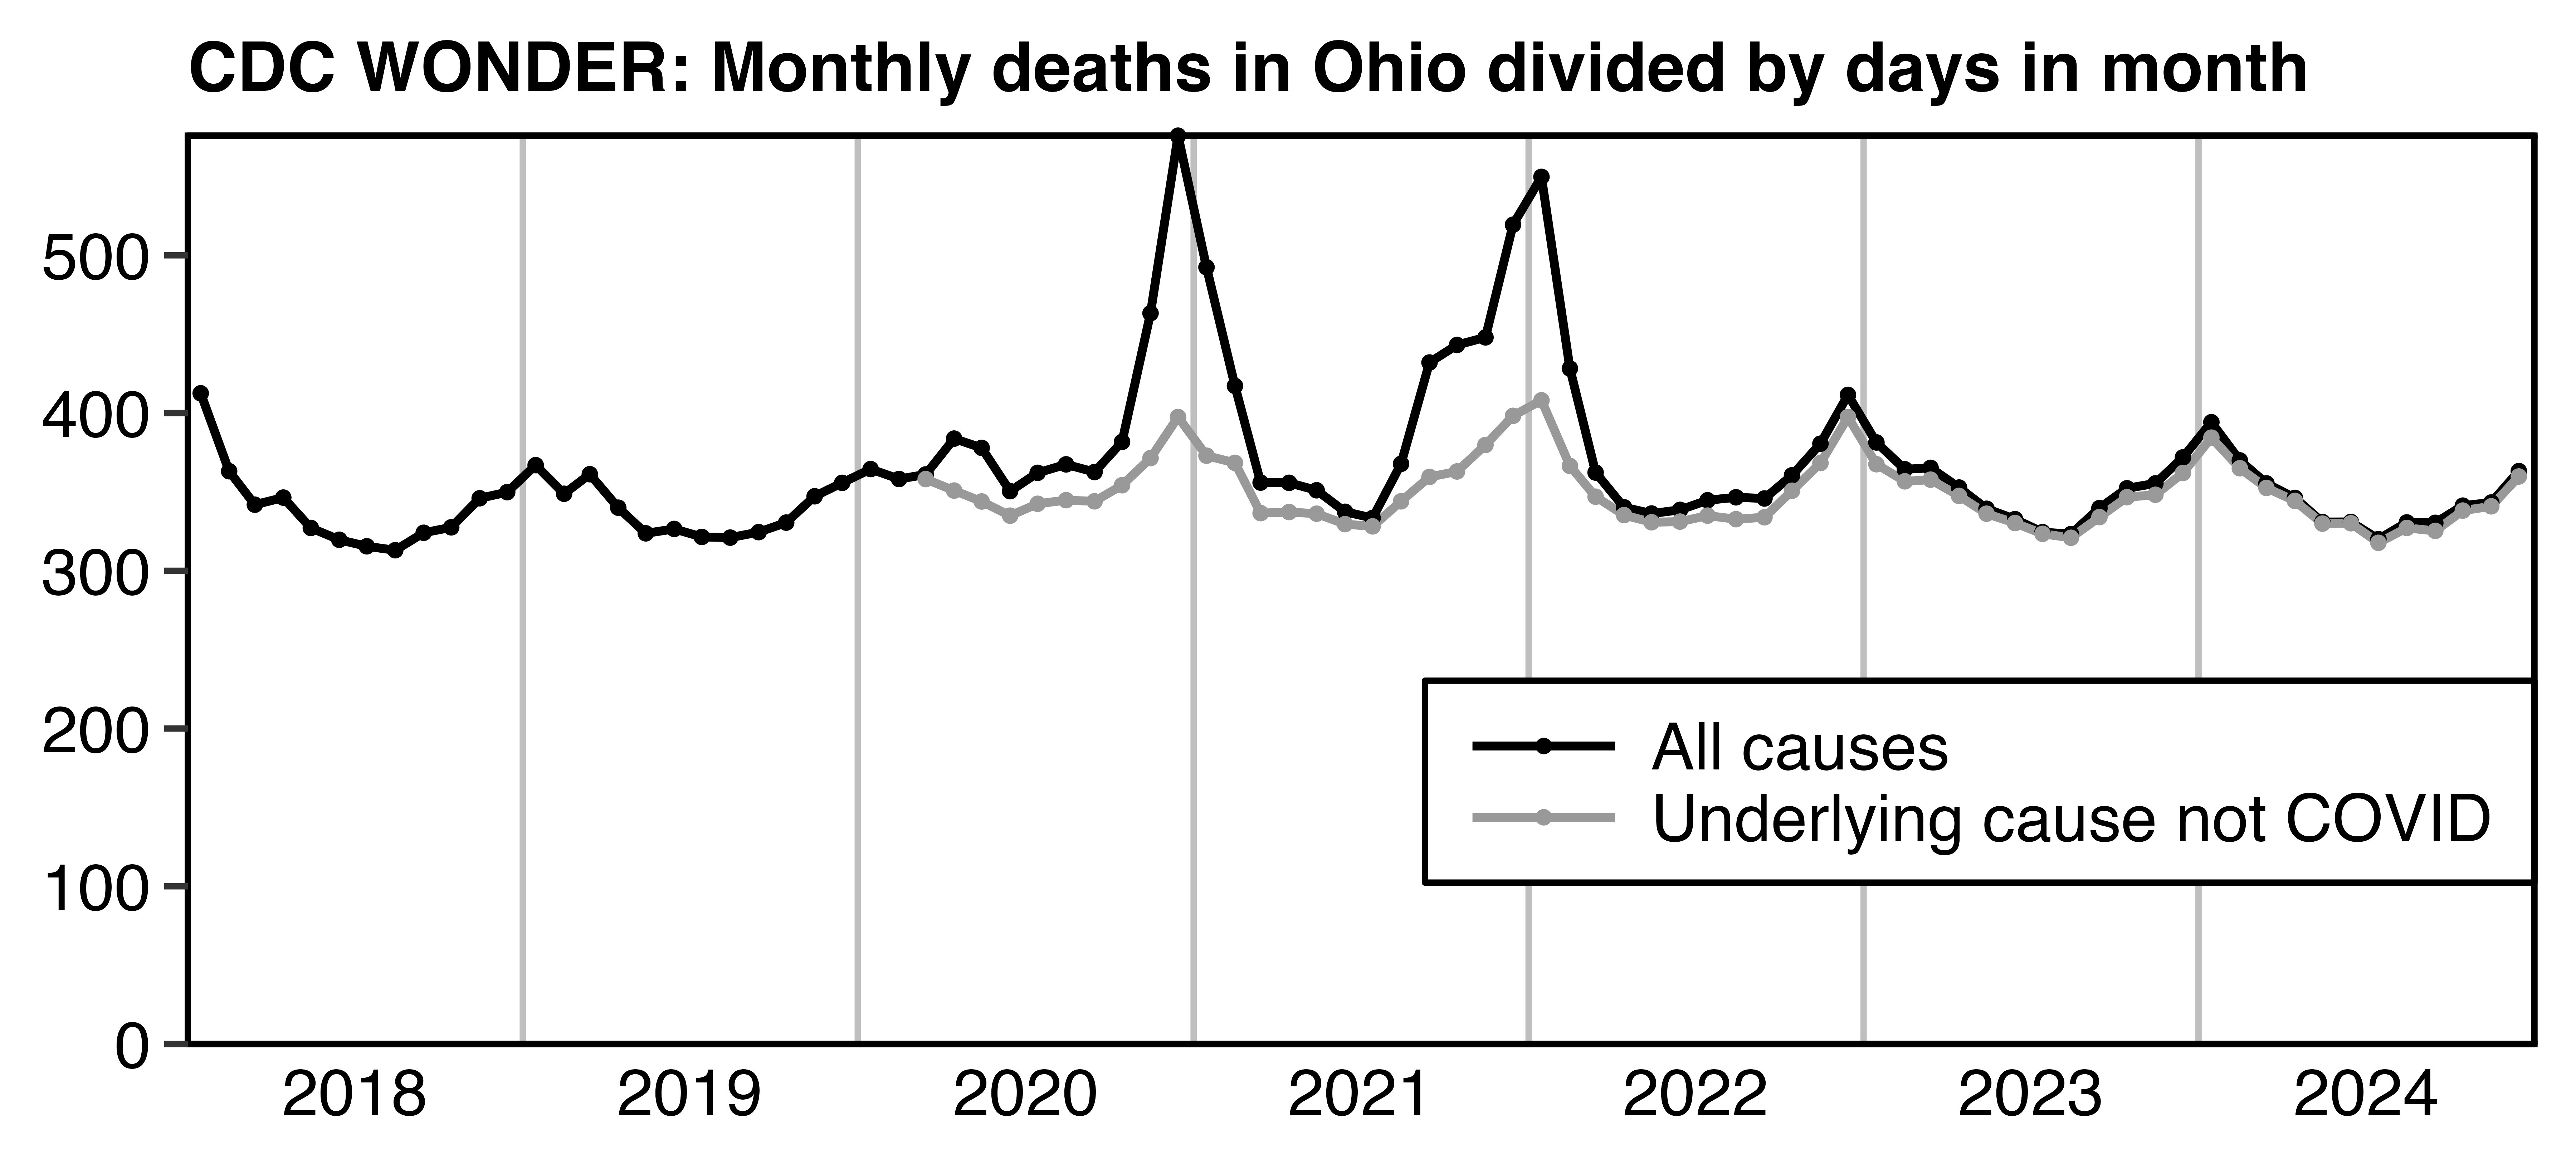 CDC WONDER: Monthly deaths in Ohio divided by days in month
500
400
300
200
100
0
All causes
Underlying cause not COVID
2018 2019 2020 2021 2022 2023 2024